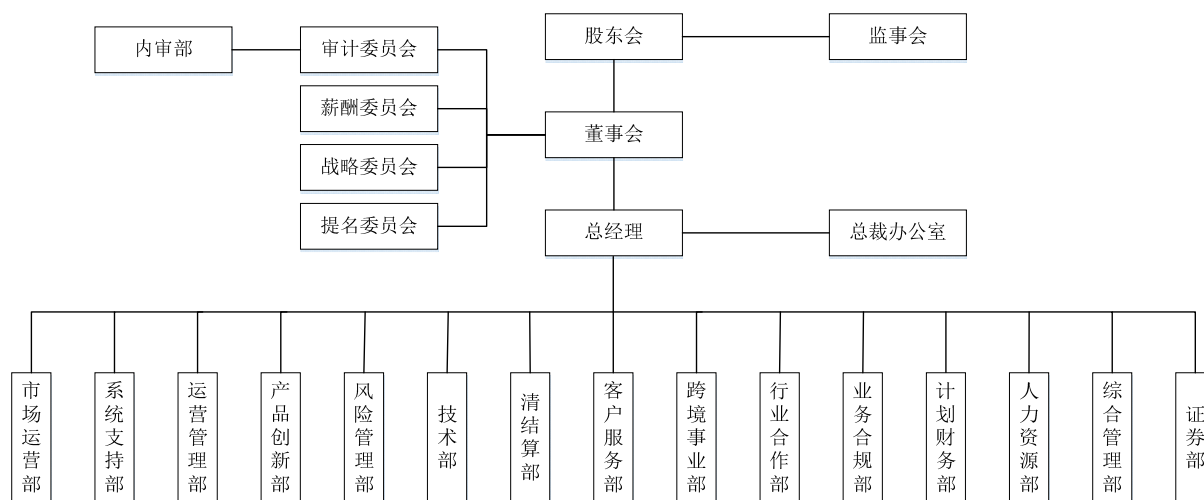 股东会
监事会
内审部
审计委员会
薪酬委员会
董事会
战略委员会
提名委员会
总经理
总裁办公室
市场运营部
系统支持部
运营管理部
产品创新部
风险管理部
技术部
清结算部
客户服务部
跨境事业部
行业合作部
业务合规部
计划财务部
人力资源部
综合管理部
证券部